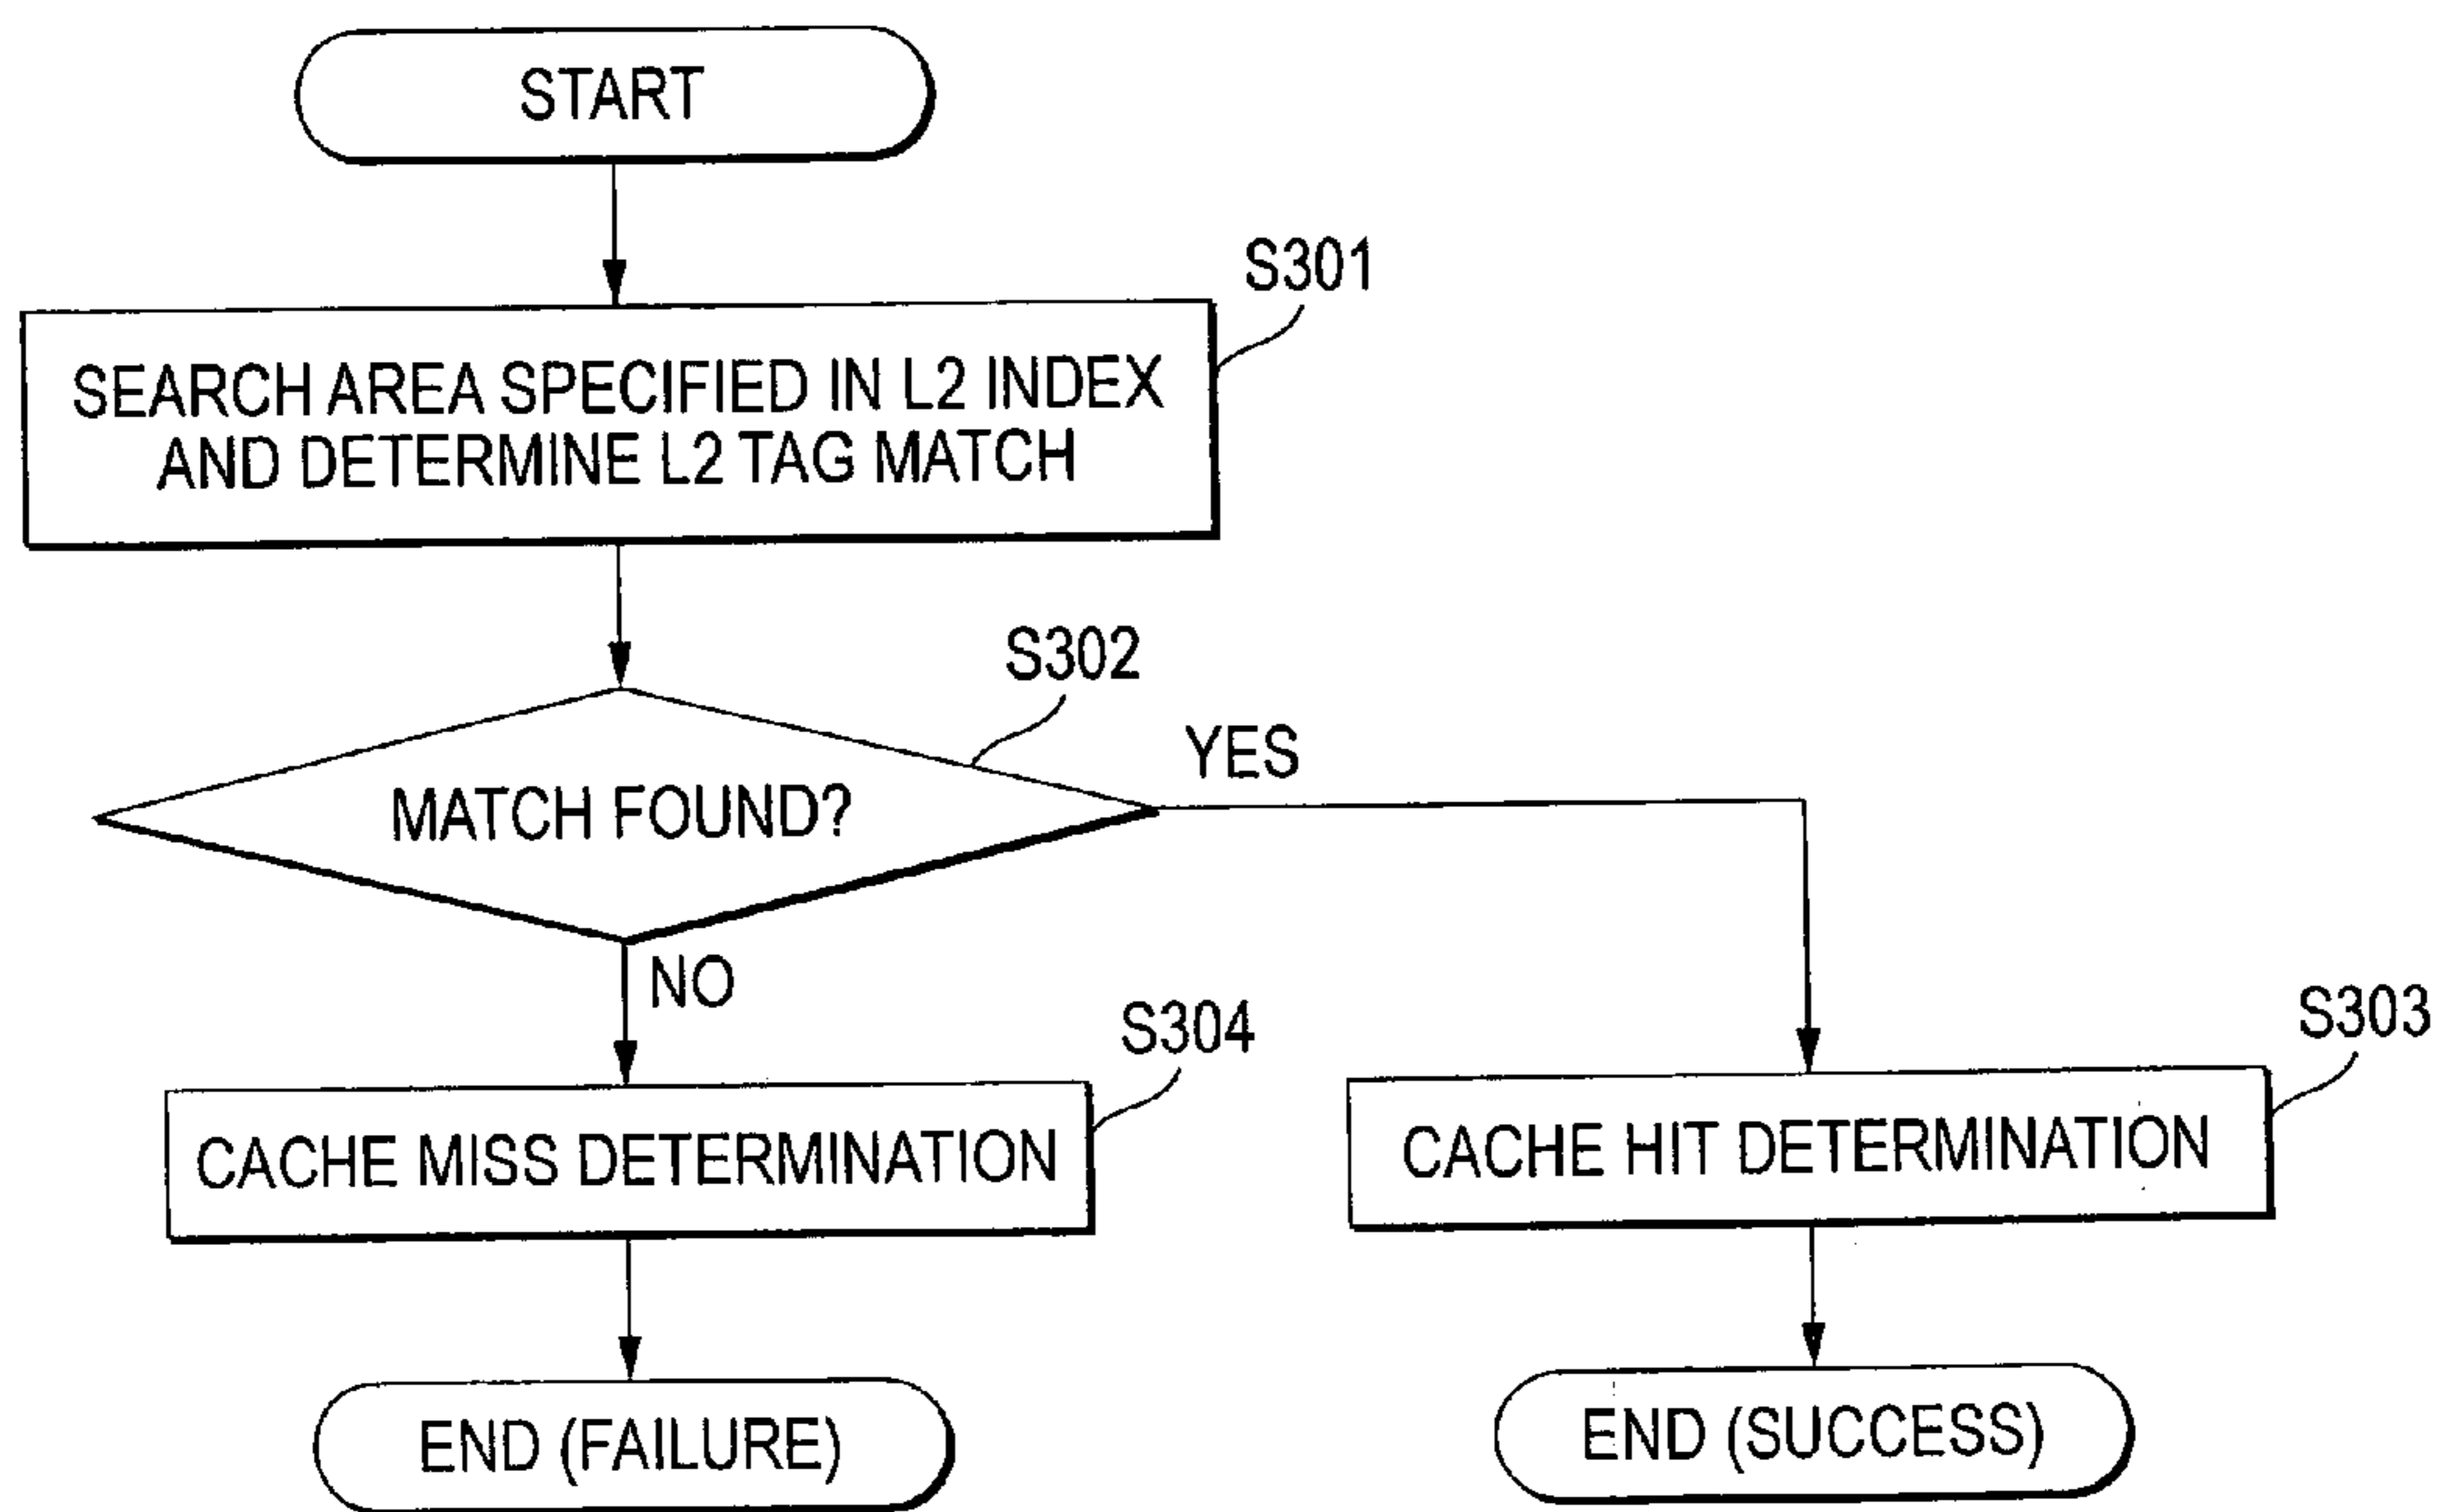 START
S301
SEARCH AREA SPECIFIED IN L2 INDEX
AND DETERMINE L2 TAG MATCH
S302
YES
MATCH FOUND?
NO
S304
S303
CACHE MISS DETERMINATION
CACHE HIT DETERMINATION
END (FAILURE)
END (SUCCESS)